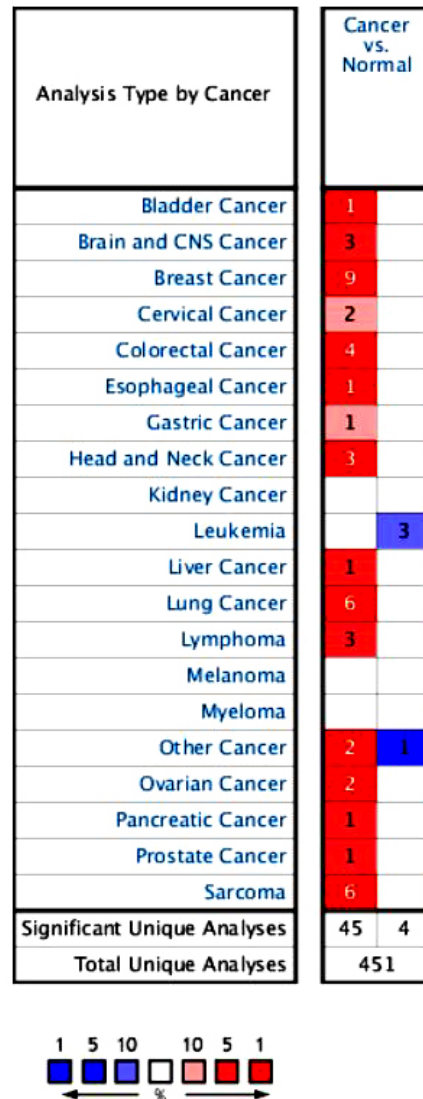 Analysis Type by Cancer
Cancer
vs.
Normal
Bladder Cancer 1
Brain and CNS Cancer 3
Breast Cancer 9
Cervical Cancer 2
Colorectal Cancer 4
Esophageal Cancer 1
Gastric Cancer 1
Head and Neck Cancer 3
Kidney Cancer
Leukemia 3
Liver Cancer 1
Lung Cancer 6
Lymphoma 3
Melanoma
Myeloma
Other Cancer 2 1
Ovarian Cancer 2
Pancreatic Cancer 1
Prostate Cancer 1
Sarcoma 6
Significant Unique Analyses 45 4
Total Unique Analyses 451
1 5 10 10 5 1
%